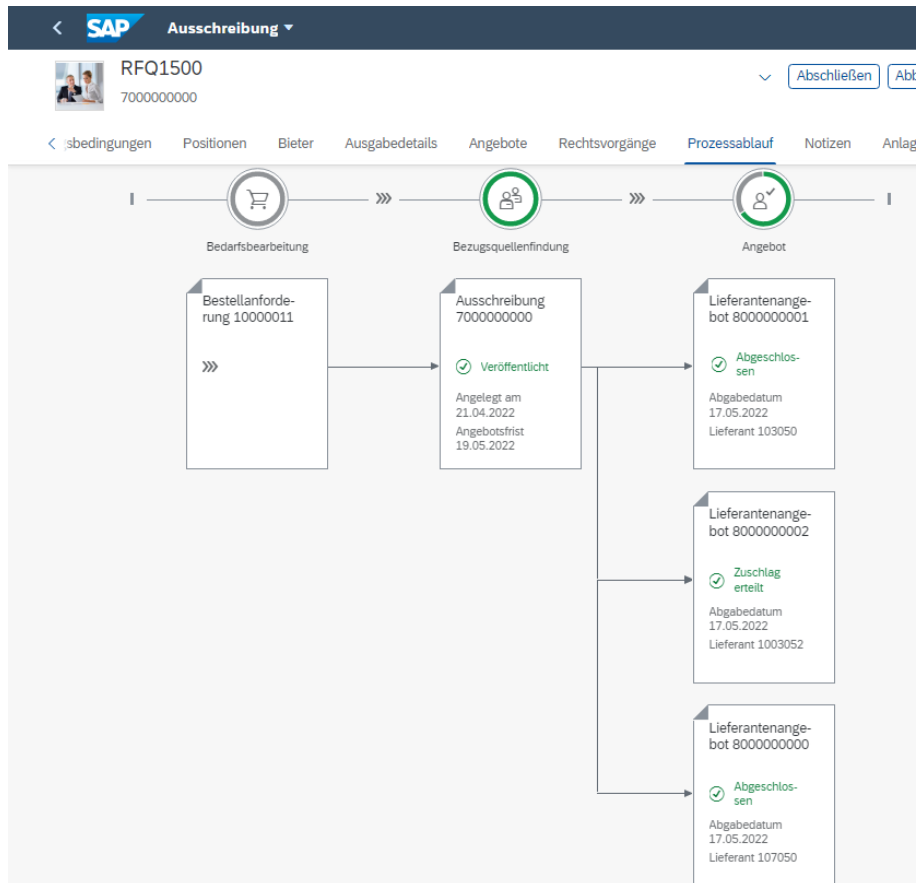 SAP Ausschreibung
RFQ1500
7000000000
Abschließen
sbedingungen Positionen Bieter Ausgabedetails Angebote Rechtsvorgänge Prozessablauf Notizen
Bedarfsbearbeitung Bezugsquellenfindung Angebot
Bestellanforde-
rung 10000011
Ausschreibung
7000000000
Veröffentlicht
Angelegt am
21.04.2022
Angebotsfrist
19.05.2022
Lieferantenange-
bot 8000000001
Abgeschlos-
sen
Abgabedatum
17.05.2022
Lieferant 103050
Lieferantenange-
bot 8000000002
Zuschlag
erteilt
Abgabedatum
17.05.2022
Lieferant 1003052
Lieferantenange-
bot 8000000000
Abgeschlos-
sen
Abgabedatum
17.05.2022
Lieferant 107050